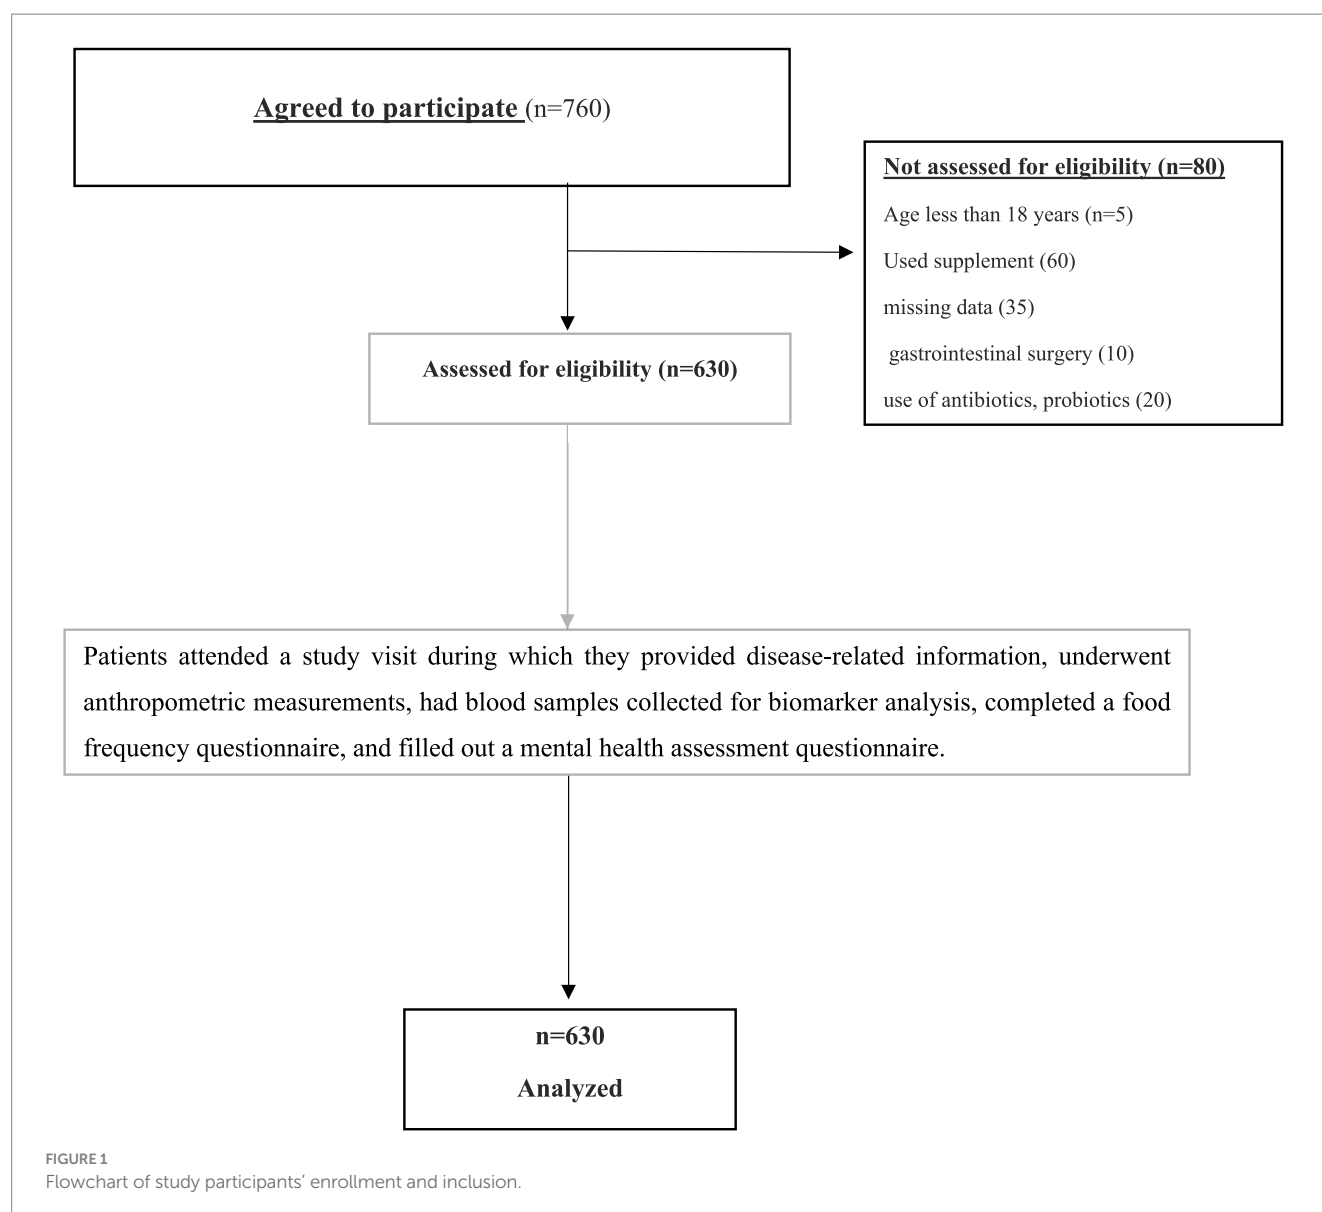 Agreed to participate (n=760)
Not assessed for eligibility (n=80)
Age less than 18 years (n=5)
Used supplement (60)
missing data (35)
gastrointestinal surgery (10)
use of antibiotics, probiotics (20)
Assessed for eligibility (n=630)
Patients attended a study visit during which they provided disease-related information, underwent
anthropometric measurements, had blood samples collected for biomarker analysis, completed a food
frequency questionnaire, and filled out a mental health assessment questionnaire.
n=630
Analyzed
FIGURE 1
Flowchart of study participants’ enrollment and inclusion.